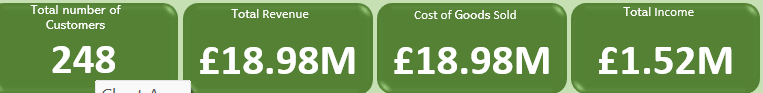 Total number of
Customers
248
Total Revenue
£18.98M
Cost of Goods Sold
£18.98M
Total Income
£1.52M